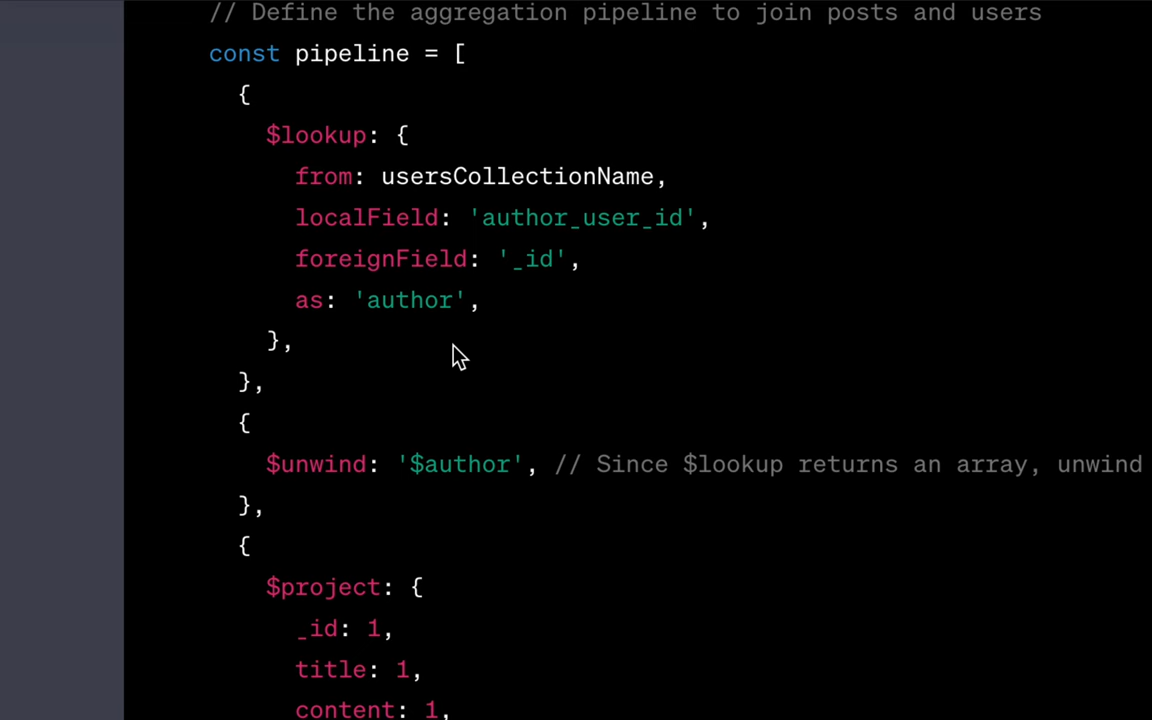 // Define the aggregation pipeline to join posts and users
const pipeline = [
{
$lookup: {
from: usersCollectionName,
localField: 'author_user_id',
foreignField: '_id',
as: 'author',
},
},
{
$unwind: '$author', // Since $lookup returns an array, unwind
},
{
$project: {
_id: 1,
title: 1,
content: 1,